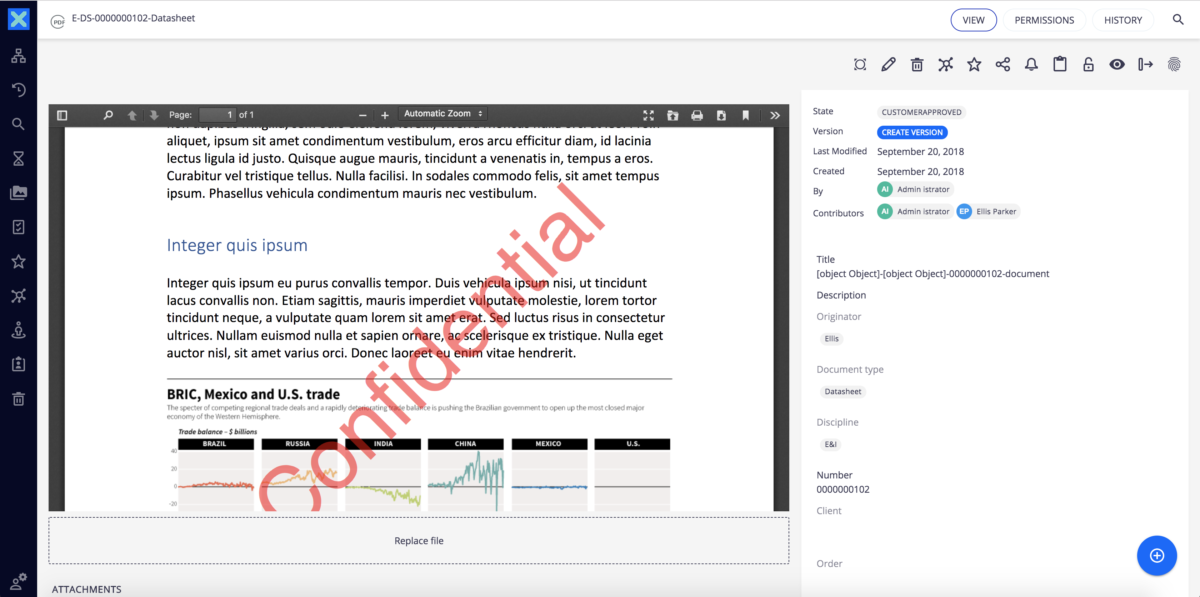 PDF
E-DS-0000000102-Datasheet
VIEW
PERMISSIONS
HISTORY
Page:
1
of 1
Automatic Zoom
aliquet, ipsum sit amet condimentum vestibulum, eros arcu efficitur diam, id lacinia
lectus ligula id justo. Quisque augue mauris, tincidunt a venenatis in, tempus a eros.
Curabitur vel tristique tellus. Nulla facilisi. In sodales commodo felis, sit amet tempus
ipsum. Phasellus vehicula condimentum mauris nec vestibulum.
Integer quis ipsum
Integer quis ipsum eu purus convallis tempor. Duis vehicula ipsum nisi, ut tincidunt
lacus convallis non. Etiam sagittis, mauris imperdiet vulputate molestie, lorem tortor
tincidunt neque, a vulputate quam lorem sit amet erat. Sed luctus risus in consectetur
ultrices. Nullam euismod nulla et sapien ornare, ac scelerisque ex tristique. Nulla eget
auctor nisl, sit amet varius orci. Donec laoreet eu enim vitae hendrerit.
Confidential
BRIC, Mexico and U.S. trade
The specter of competing regional trade deals and a rapidly deteriorating trade balance is pushing the Brazilian government to open up the most closed major
economy of the Western Hemisphere.
Trade balance – $ billions
BRAZIL
RUSSIA
INDIA
CHINA
MEXICO
U.S.
40
20
0
-20
Replace file
ATTACHMENTS
State
CUSTOMERAPPROVED
Version
CREATE VERSION
Last Modified
September 20, 2018
Created
September 20, 2018
By
AI
Admin istrator
Contributors
AI
Admin istrator
EP
Ellis Parker
Title
[object Object]-[object Object]-0000000102-document
Description
Originator
Ellis
Document type
Datasheet
Discipline
E&I
Number
0000000102
Client
Order